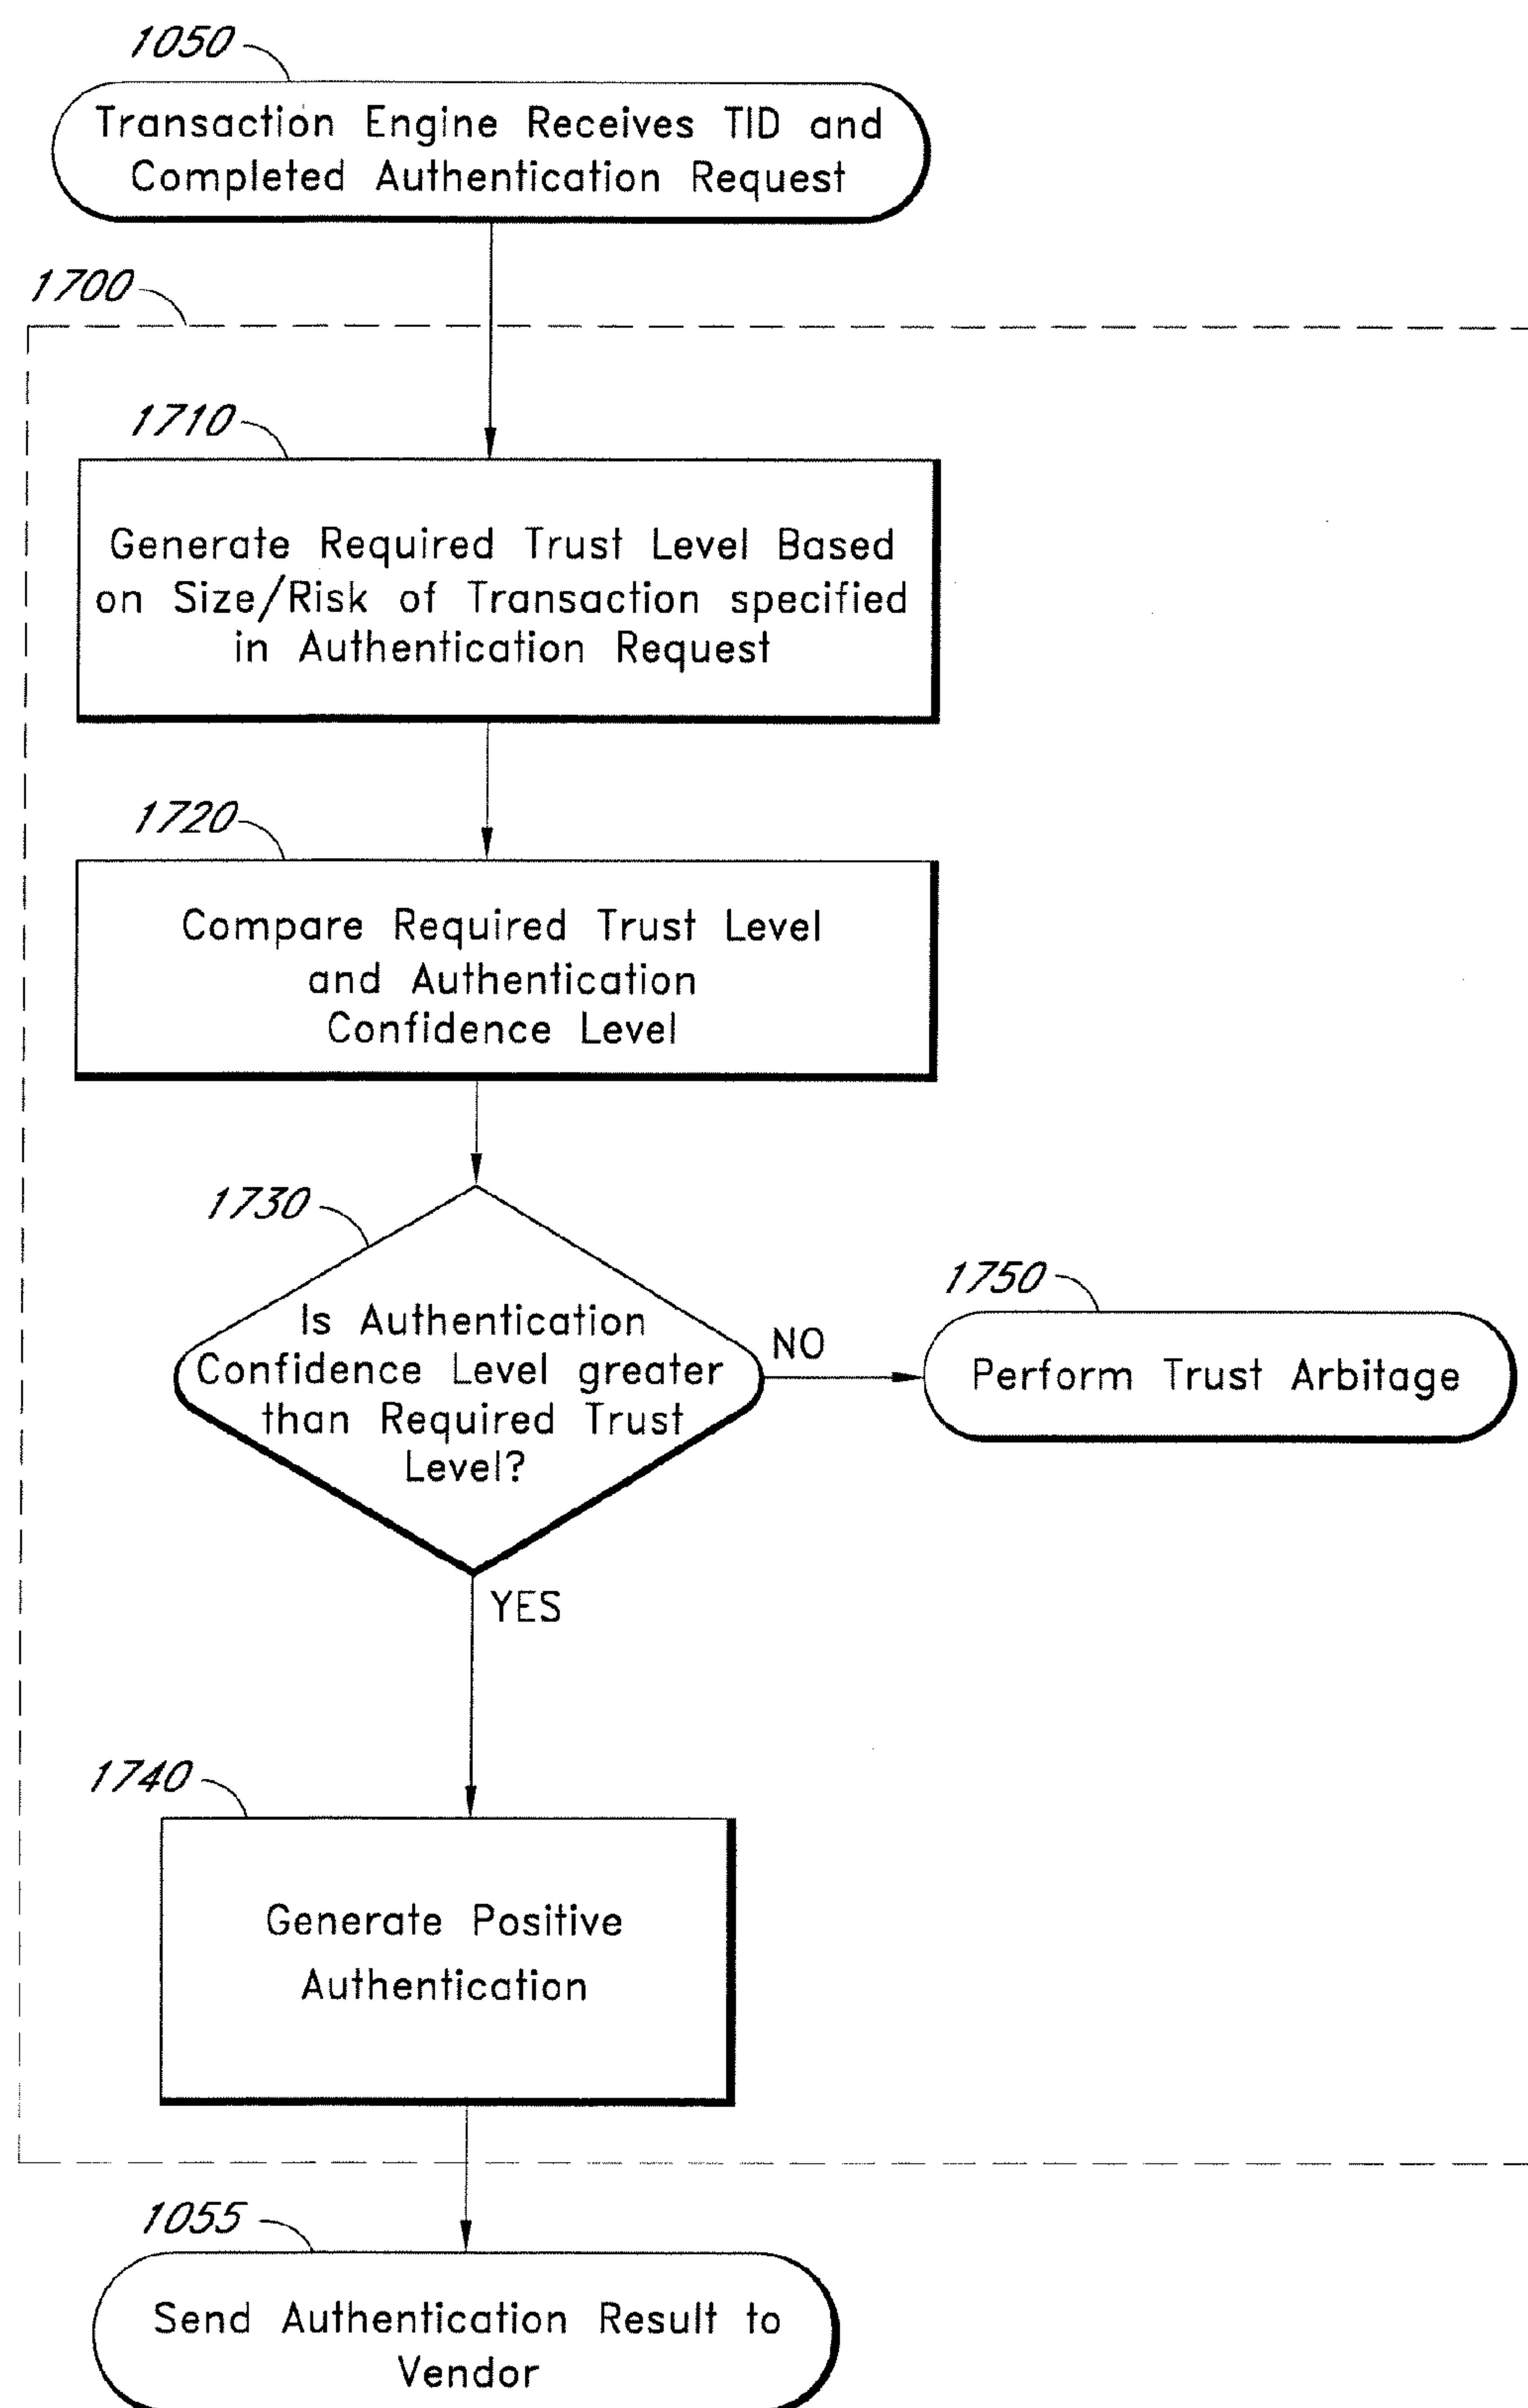 1050
Transaction Engine Receives TID and
Completed Authentication Request
1700
1710
Generate Required Trust Level Based
on Size/Risk of Transaction specified
in Authentication Request
1720
Compare Required Trust Level
and Authentication
Confidence Level
1730
Is Authentication
Confidence Level greater
than Required Trust
Level?
NO
1750
Perform Trust Arbitage
YES
1740
Generate Positive
Authentication
1055
Send Authentication Result to
Vendor